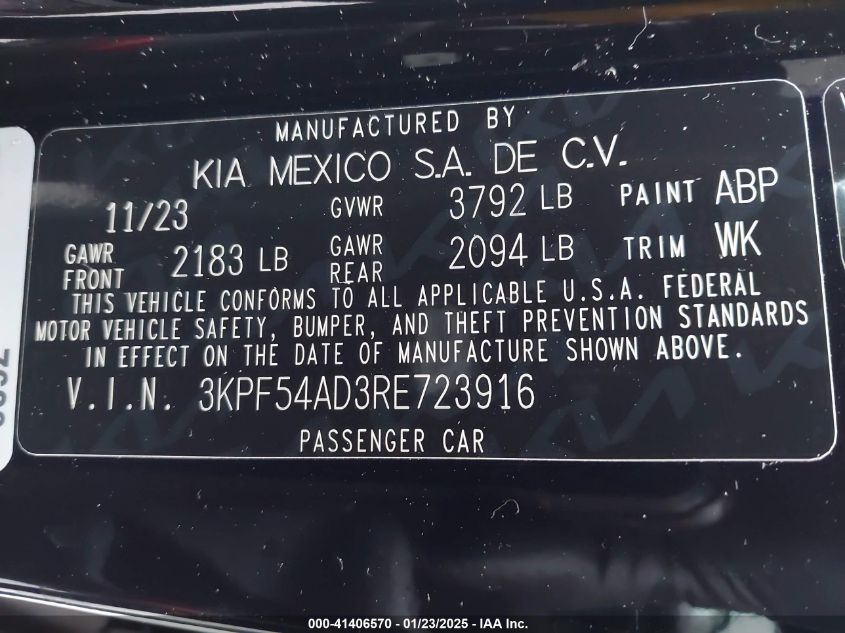 MANUFACTURED BY
KIA MEXICO S.A. DE C.V.
11/23 GVWR 3792 LB PAINT ABP
GAWR FRONT 2183 LB GAWR REAR 2094 LB TRIM WK
THIS VEHICLE CONFORMS TO ALL APPLICABLE U.S.A. FEDERAL
MOTOR VEHICLE SAFETY, BUMPER, AND THEFT PREVENTION STANDARDS
IN EFFECT ON THE DATE OF MANUFACTURE SHOWN ABOVE.
V.I.N. 3KPF54AD3RE723916
PASSENGER CAR
000-41406570 - 01/23/2025 - IAA Inc.